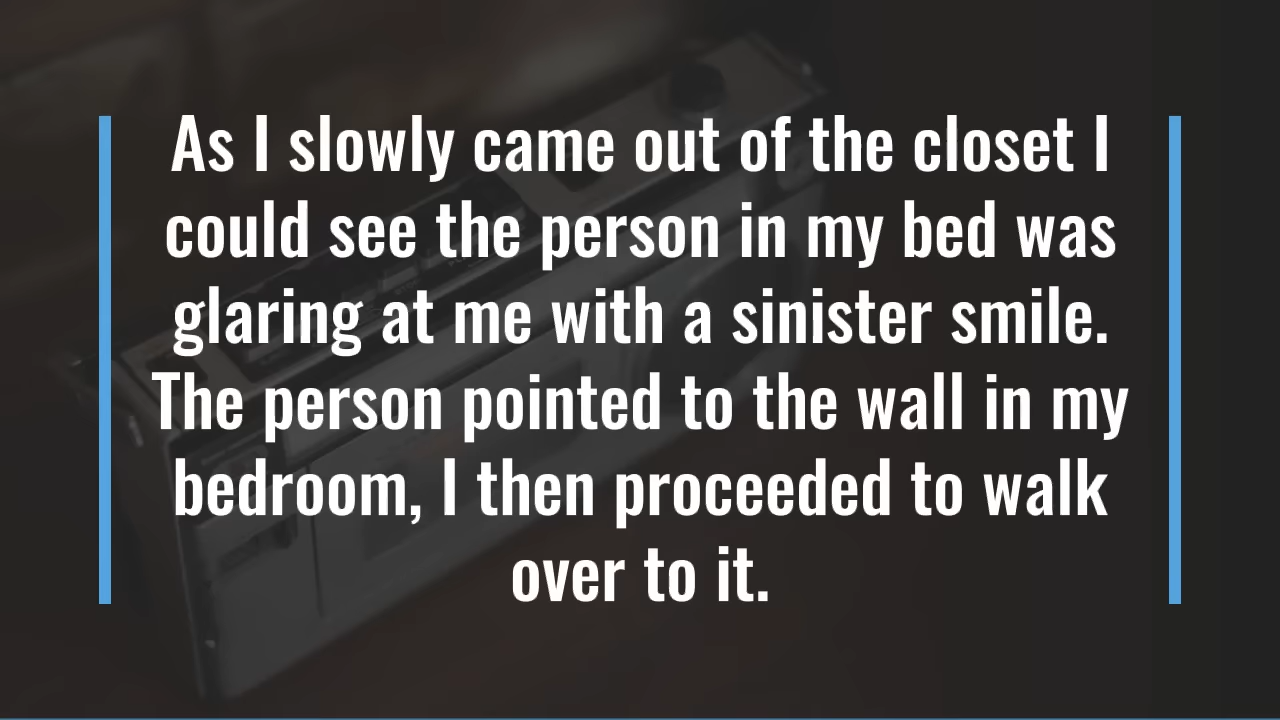 As I slowly came out of the closet I
could see the person in my bed was
glaring at me with a sinister smile.
The person pointed to the wall in my
bedroom, I then proceeded to walk
over to it.